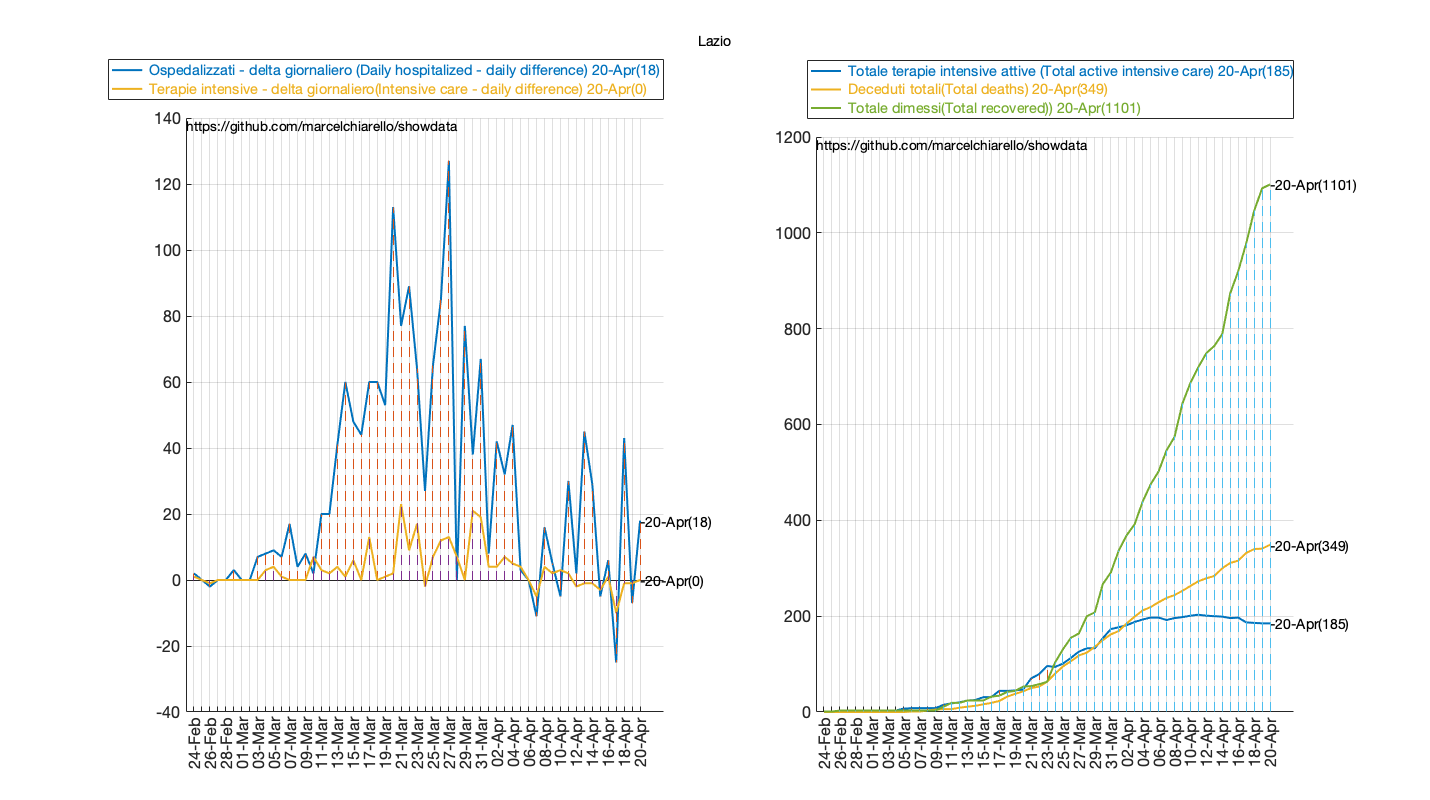 Lazio
Ospedalizzati - delta giornaliero (Daily hospitalized - daily difference) 20-Apr(18)
Terapie intensive - delta giornaliero(Intensive care - daily difference) 20-Apr(0)
https://github.com/marcelchiarello/showdata
140
120
100
80
60
40
20
0
-20
-40
-20-Apr(18)
-20-Apr(0)
24-Feb
26-Feb
28-Feb
01-Mar
03-Mar
05-Mar
07-Mar
09-Mar
11-Mar
13-Mar
15-Mar
17-Mar
19-Mar
21-Mar
23-Mar
25-Mar
27-Mar
29-Mar
31-Mar
02-Apr
04-Apr
06-Apr
08-Apr
10-Apr
12-Apr
14-Apr
16-Apr
18-Apr
20-Apr
Totale terapie intensive attive (Total active intensive care) 20-Apr(185)
Deceduti totali(Total deaths) 20-Apr(349)
Totale dimessi(Total recovered)) 20-Apr(1101)
https://github.com/marcelchiarello/showdata
1200
1000
800
600
400
200
0
-20-Apr(1101)
-20-Apr(349)
-20-Apr(185)
24-Feb
26-Feb
28-Feb
01-Mar
03-Mar
05-Mar
07-Mar
09-Mar
11-Mar
13-Mar
15-Mar
17-Mar
19-Mar
21-Mar
23-Mar
25-Mar
27-Mar
29-Mar
31-Mar
02-Apr
04-Apr
06-Apr
08-Apr
10-Apr
12-Apr
14-Apr
16-Apr
18-Apr
20-Apr